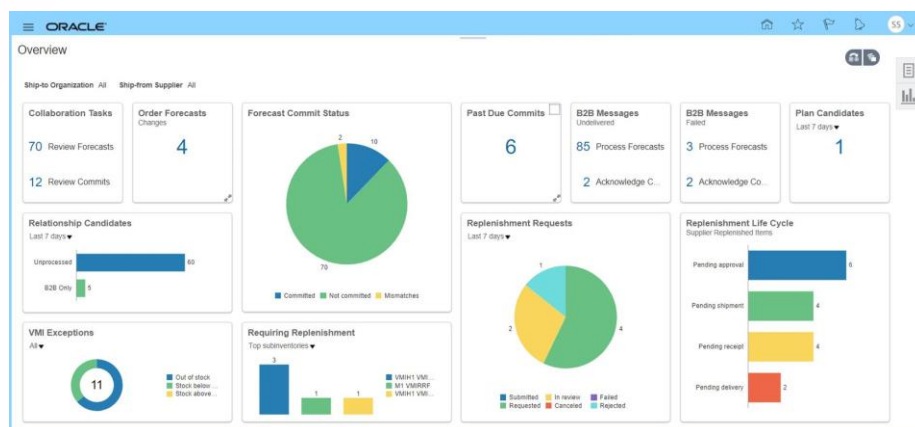 ORACLE
SS
Overview
Ship-to Organization All Ship-from Supplier All
Collaboration Tasks
70 Review Forecasts
12 Review Commits
Order Forecasts
Changes
4
Forecast Commit Status
2
10
70
Committed Not committed Mismatches
Past Due Commits
6
B2B Messages
Undelivered
85 Process Forecasts
2 Acknowledge C...
B2B Messages
Failed
3 Process Forecasts
2 Acknowledge Co...
Plan Candidates
Last 7 days
1
Relationship Candidates
Last 7 days
Unprocessed 60
B2B Only 5
Replenishment Requests
Last 7 days
1
2
4
Submitted In review Failed
Requested Canceled Rejected
Replenishment Life Cycle
Supplier Replenished Items
Pending approval 6
Pending shipment 4
Pending receipt 4
Pending delivery 2
VMI Exceptions
All
11
Out of stock
Stock below ...
Stock above...
Requiring Replenishment
Top subinventories
3
1
1
VMIH1 VMI...
M1 VMIRRF
VMIH1 VMI...